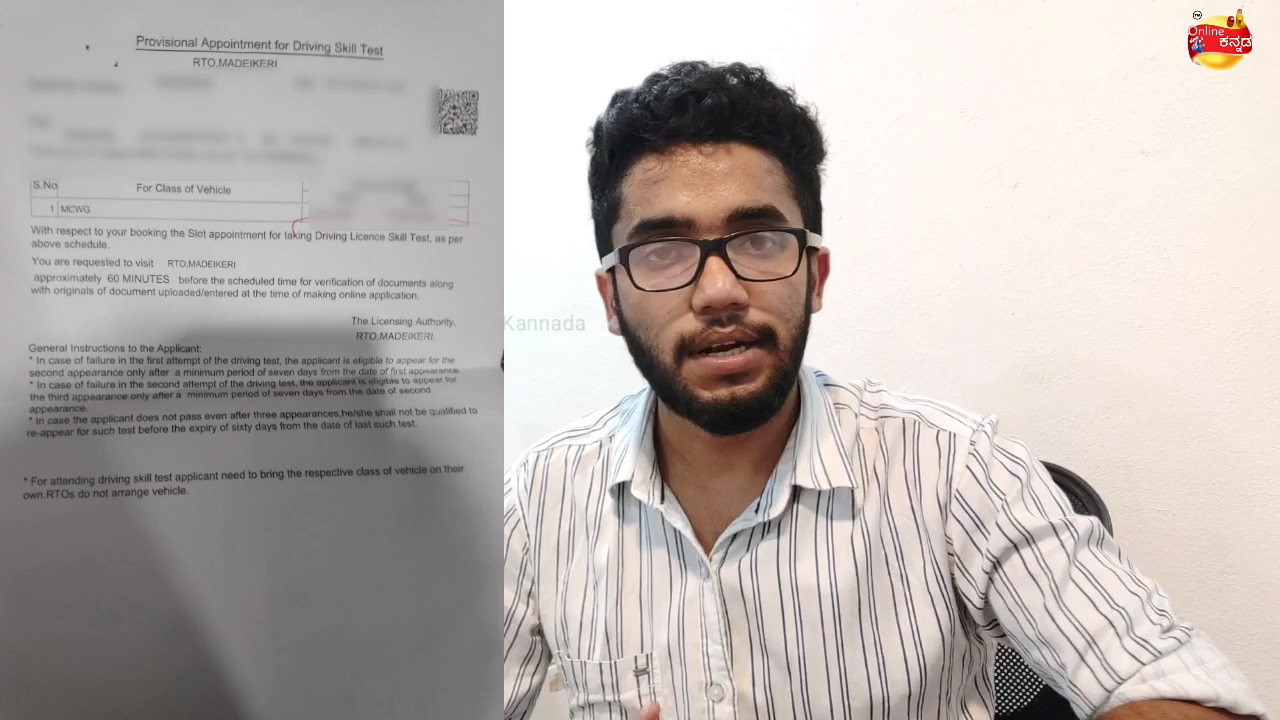 Provisional Appointment for Driving Skill Test
RTO,MADEIKERI
S.No For Class of Vehicle
1 MCWG
With respect to your booking the Slot appointment for taking Driving Licence Skill Test, as per
above schedule.
You are requested to visit RTO,MADEIKERI
approximately 60 MINUTES before the scheduled time for verification of documents along
with originals of document uploaded/entered at the time of making online application.
The Licensing Authority,
RTO,MADEIKERI.
General Instructions to the Applicant:
* In case of failure in the first attempt of the driving test, the applicant is eligible to appear for the
second appearance only after a minimum period of seven days from the date of first appearance
* In case of failure in the second attempt of the driving test, the applicant is eligible to appear for
the third appearance only after a minimum period of seven days from the date of second
appearance.
* In case the applicant does not pass even after three appearances,he/she shall not be qualified to
re-appear for such test before the expiry of sixty days from the date of last such test.
* For attending driving skill test applicant need to bring the respective class of vehicle on their
own.RTOs do not arrange vehicle.
Kannada
TM
Online
ಕನ್ನಡ